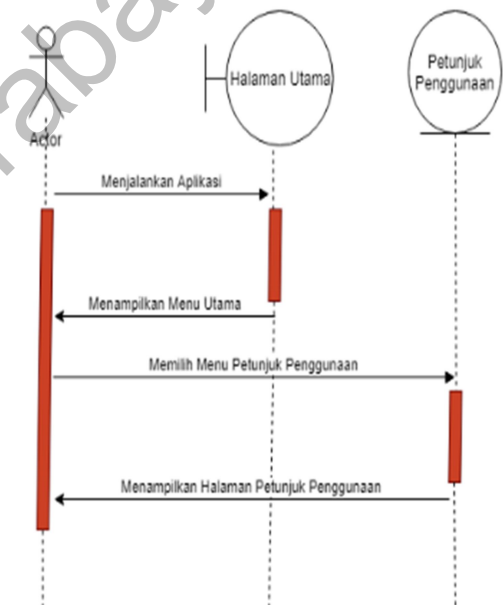 Halaman Utama
Petunjuk
Penggunaan
Actor
Menjalankan Aplikasi
Menampilkan Menu Utama
Memilih Menu Petunjuk Penggunaan
Menampilkan Halaman Petunjuk Penggunaan